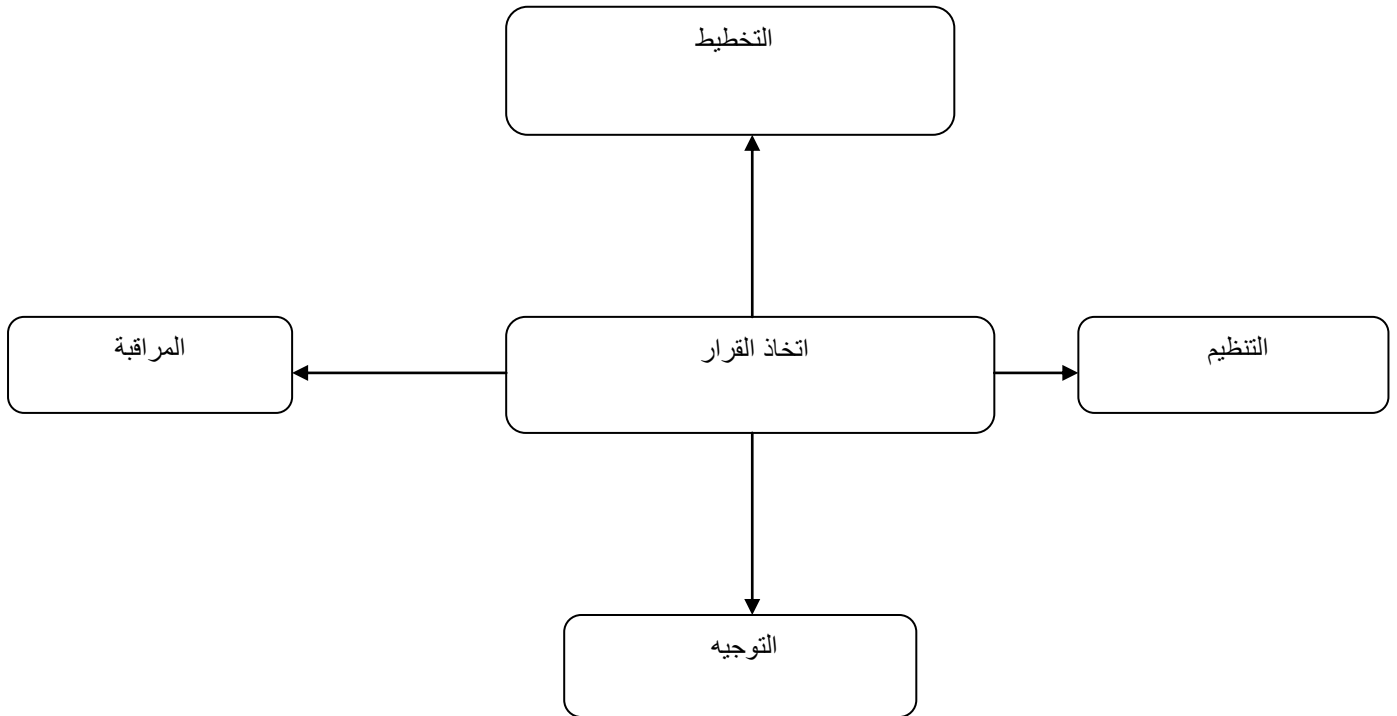 التخطيط
التنظيم
اتخاذ القرار
المراقبة
التوجيه